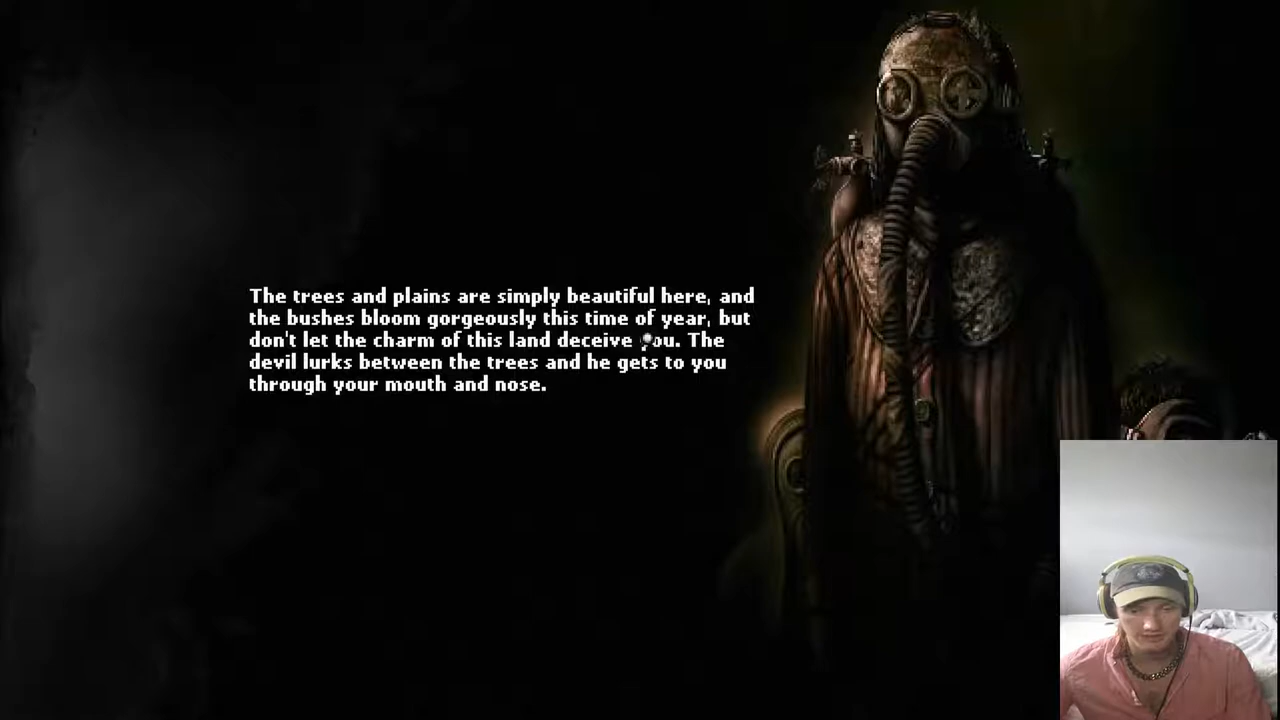 The trees and plains are simply beautiful here, and
the bushes bloom gorgeously this time of year, but
don't let the charm of this land deceive you. The
devil lurks between the trees and he gets to you
through your mouth and nose.